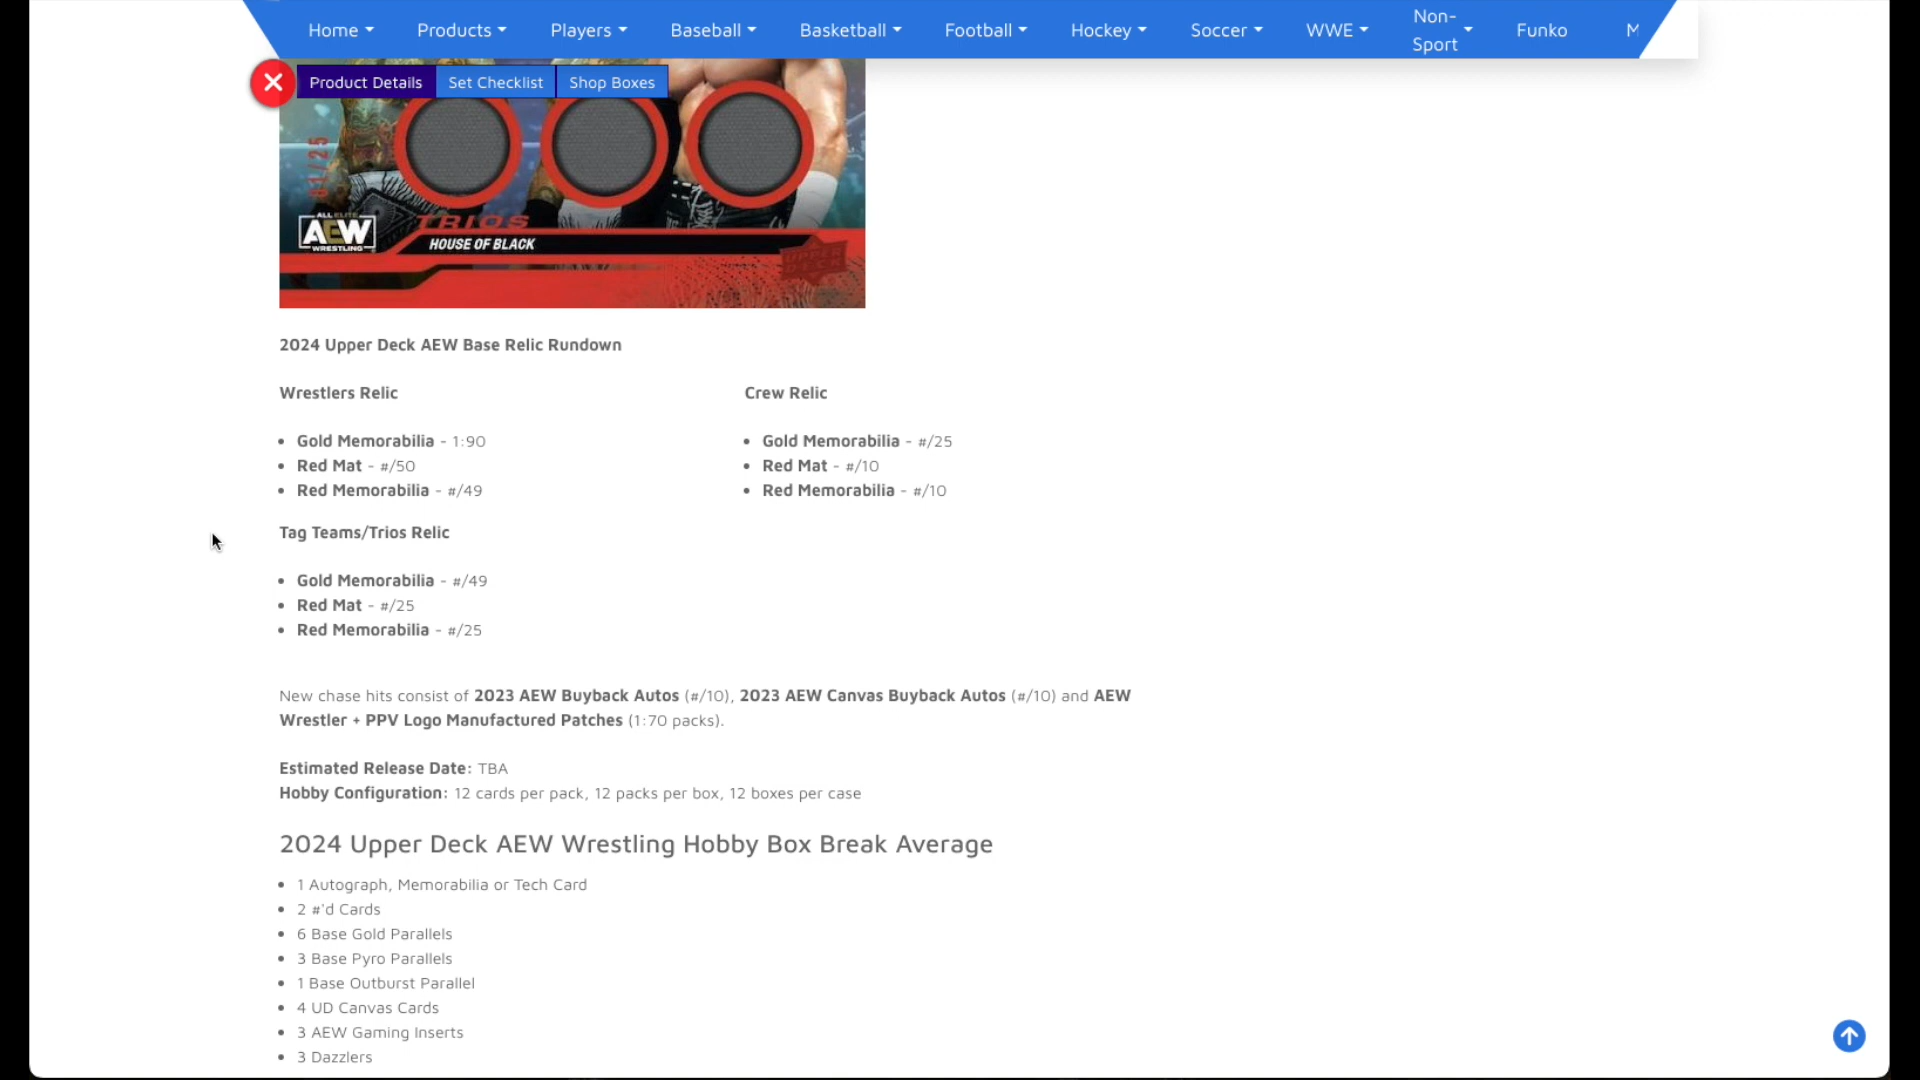 Home
Products
Players
Baseball
Basketball
Football
Hockey
Soccer
WWE
Non-
Sport
Funko
M
Product Details
Set Checklist
Shop Boxes
01/25
ALL ELITE
AEW
WRESTLING
TRIOS
HOUSE OF BLACK
UPPER
DECK
2024 Upper Deck AEW Base Relic Rundown
Wrestlers Relic
• Gold Memorabilia - 1:90
• Red Mat - #/50
• Red Memorabilia - #/49
Crew Relic
• Gold Memorabilia - #/25
• Red Mat - #/10
• Red Memorabilia - #/10
Tag Teams/Trios Relic
• Gold Memorabilia - #/49
• Red Mat - #/25
• Red Memorabilia - #/25
New chase hits consist of 2023 AEW Buyback Autos (#/10), 2023 AEW Canvas Buyback Autos (#/10) and AEW
Wrestler + PPV Logo Manufactured Patches (1:70 packs).
Estimated Release Date: TBA
Hobby Configuration: 12 cards per pack, 12 packs per box, 12 boxes per case
2024 Upper Deck AEW Wrestling Hobby Box Break Average
• 1 Autograph, Memorabilia or Tech Card
• 2 #'d Cards
• 6 Base Gold Parallels
• 3 Base Pyro Parallels
• 1 Base Outburst Parallel
• 4 UD Canvas Cards
• 3 AEW Gaming Inserts
• 3 Dazzlers